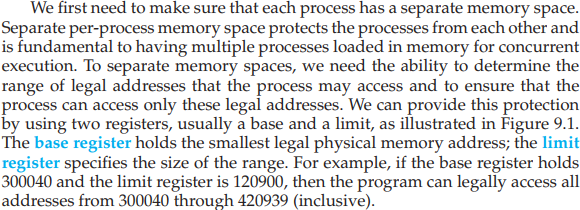 We first need to make sure that each process has a separate memory space.
Separate per-process memory space protects the processes from each other and
is fundamental to having multiple processes loaded in memory for concurrent
execution. To separate memory spaces, we need the ability to determine the
range of legal addresses that the process may access and to ensure that the
process can access only these legal addresses. We can provide this protection
by using two registers, usually a base and a limit, as illustrated in Figure 9.1.
The base register holds the smallest legal physical memory address; the limit
register specifies the size of the range. For example, if the base register holds
300040 and the limit register is 120900, then the program can legally access all
addresses from 300040 through 420939 (inclusive).